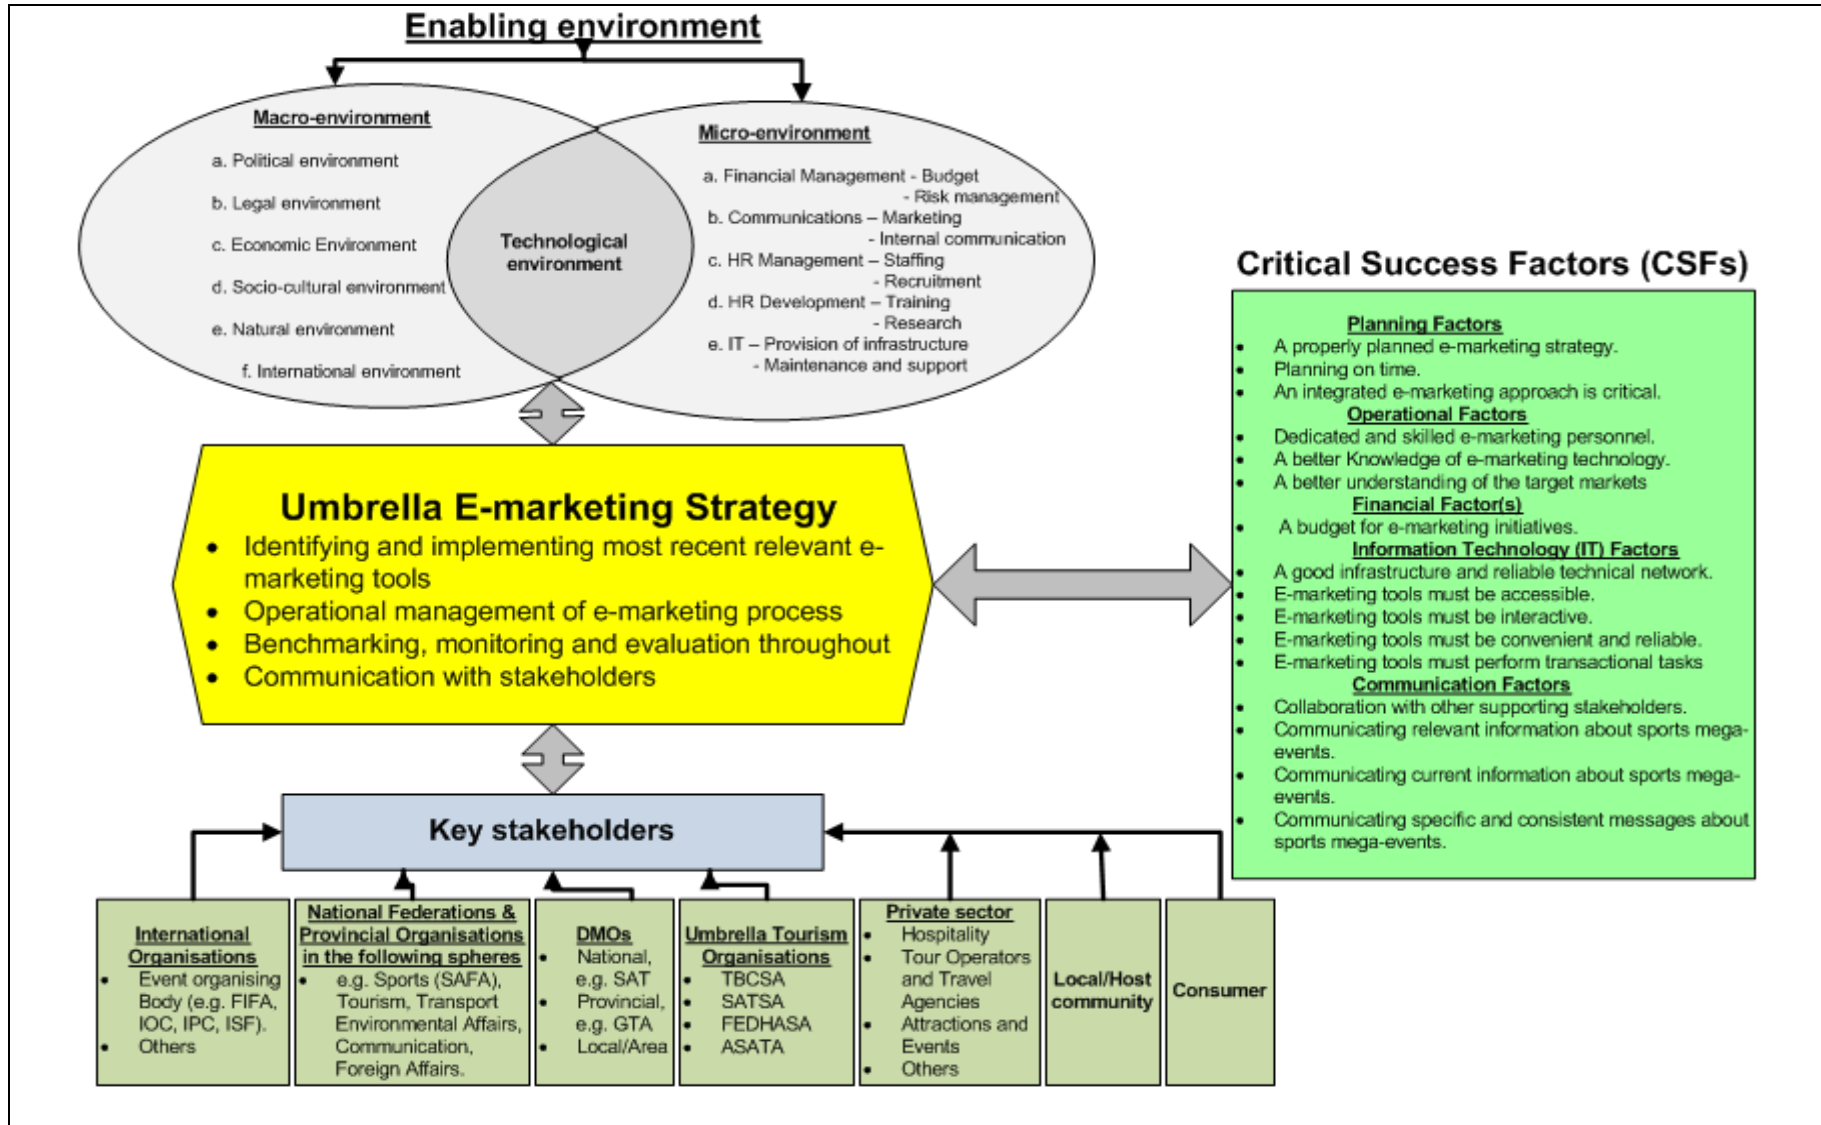 Enabling environment
Macro-environment
a. Political environment
b. Legal environment
c. Economic Environment
d. Socio-cultural environment
e. Natural environment
f. International environment
Technological
environment
Micro-environment
a. Financial Management - Budget
- Risk management
b. Communications – Marketing
- Internal communication
c. HR Management – Staffing
- Recruitment
d. HR Development – Training
- Research
e. IT – Provision of infrastructure
- Maintenance and support
Umbrella E-marketing Strategy
• Identifying and implementing most recent relevant e-
marketing tools
• Operational management of e-marketing process
• Benchmarking, monitoring and evaluation throughout
• Communication with stakeholders
Critical Success Factors (CSFs)
Planning Factors
• A properly planned e-marketing strategy.
• Planning on time.
• An integrated e-marketing approach is critical.
Operational Factors
• Dedicated and skilled e-marketing personnel.
• A better Knowledge of e-marketing technology.
• A better understanding of the target markets
Financial Factor(s)
• A budget for e-marketing initiatives.
Information Technology (IT) Factors
• A good infrastructure and reliable technical network.
• E-marketing tools must be accessible.
• E-marketing tools must be interactive.
• E-marketing tools must be convenient and reliable.
• E-marketing tools must perform transactional tasks
Communication Factors
• Collaboration with other supporting stakeholders.
• Communicating relevant information about sports mega-
events.
• Communicating current information about sports mega-
events.
• Communicating specific and consistent messages about
sports mega-events.
Key stakeholders
International
Organisations
• Event organising
Body (e.g. FIFA,
IOC, IPC, ISF).
• Others
National Federations &
Provincial Organisations
in the following spheres
• e.g. Sports (SAFA),
Tourism, Transport
Environmental Affairs,
Communication,
Foreign Affairs.
DMOs
• National,
e.g. SAT
• Provincial,
e.g. GTA
• Local/Area
Umbrella Tourism
Organisations
• TBCSA
• SATSA
• FEDHASA
• ASATA
Private sector
• Hospitality
• Tour Operators
and Travel
Agencies
• Attractions and
Events
• Others
Local/Host
community
Consumer